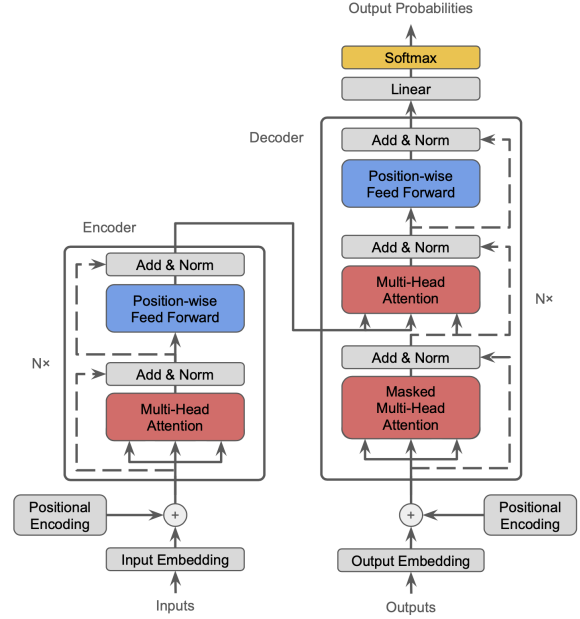 Output Probabilities
Softmax
Linear
Decoder
Add & Norm
Position-wise
Feed Forward
Add & Norm
Multi-Head
Attention
N×
Add & Norm
Masked
Multi-Head
Attention
Encoder
Add & Norm
Position-wise
Feed Forward
N×
Add & Norm
Multi-Head
Attention
Positional
Encoding
+
Input Embedding
Inputs
+
Positional
Encoding
Output Embedding
Outputs